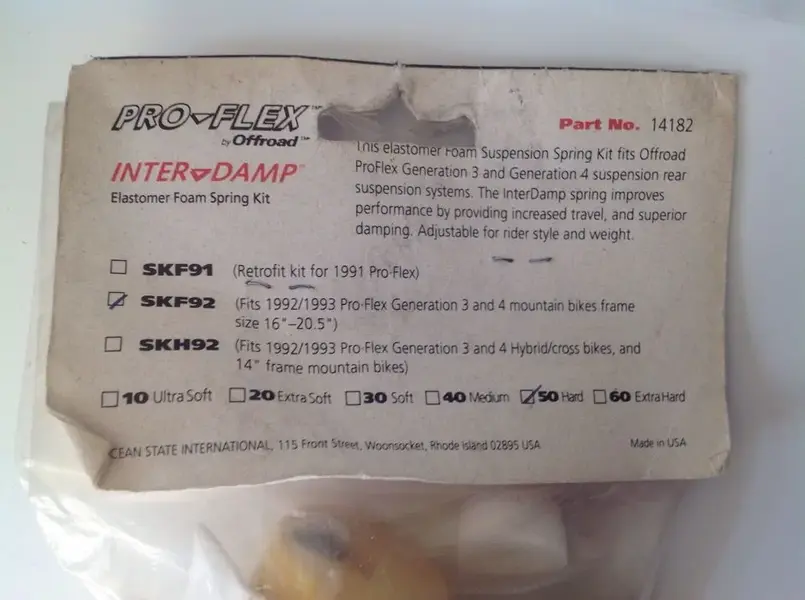 PRO FLEX™
by Offroad™
INTER DAMP™
Elastomer Foam Spring Kit
Part No. 14182
This elastomer Foam Suspension Spring Kit fits Offroad
ProFlex Generation 3 and Generation 4 suspension rear
suspension systems. The InterDamp spring improves
performance by providing increased travel, and superior
damping. Adjustable for rider style and weight.
SKF91 (Retrofit kit for 1991 Pro·Flex)
SKF92 (Fits 1992/1993 Pro·Flex Generation 3 and 4 mountain bikes frame
size 16"–20.5")
SKH92 (Fits 1992/1993 Pro·Flex Generation 3 and 4 Hybrid/cross bikes, and
14" frame mountain bikes)
10 Ultra Soft 20 Extra Soft 30 Soft 40 Medium 50 Hard 60 Extra Hard
CEAN STATE INTERNATIONAL, 115 Front Street, Woonsocket, Rhode Island 02895 USA Made in USA